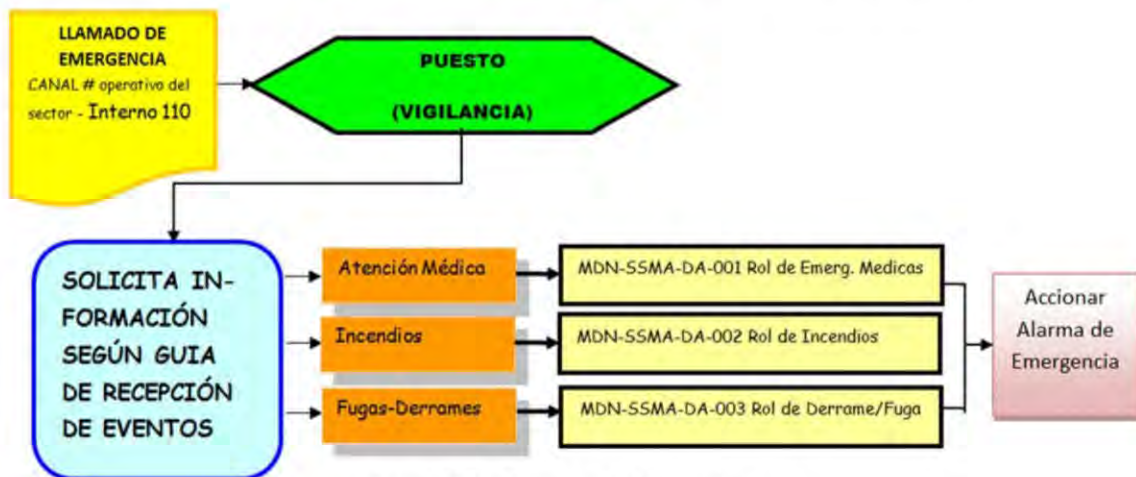 LLAMADO DE
EMERGENCIA
CANAL # operativo del
sector - Interno 110
PUESTO
(VIGILANCIA)
SOLICITA IN-
FORMACIÓN
SEGÚN GUIA
DE RECEPCIÓN
DE EVENTOS
Atención Médica
Incendios
Fugas-Derrames
MDN-SSMA-DA-001 Rol de Emerg. Medicas
MDN-SSMA-DA-002 Rol de Incendios
MDN-SSMA-DA-003 Rol de Derrame/Fuga
Accionar
Alarma de
Emergencia